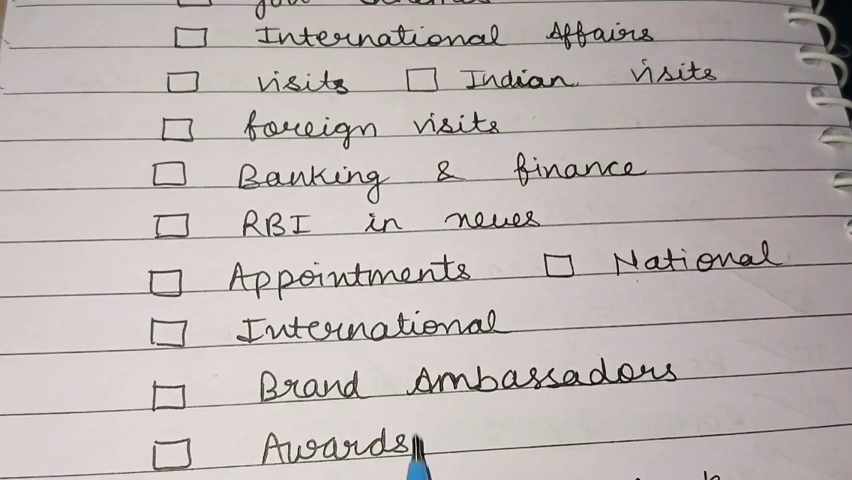 ☐ International Affairs
☐ visits ☐ Indian visits
☐ foreign visits
☐ Banking & finance
☐ RBI in news
☐ Appointments ☐ National
☐ International
☐ Brand Ambassadors
☐ Awards